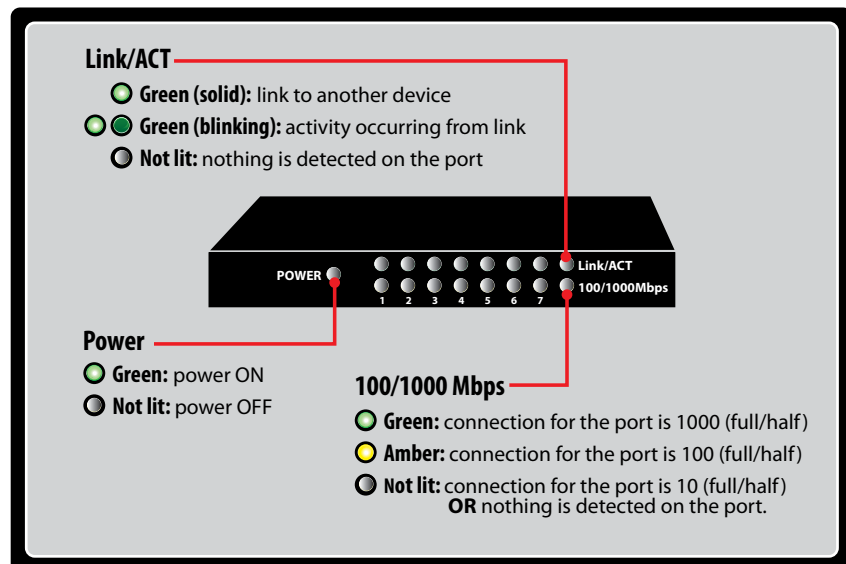 Link/ACT
Green (solid): link to another device
Green (blinking): activity occurring from link
Not lit: nothing is detected on the port
POWER
Link/ACT
100/1000Mbps
1 2 3 4 5 6 7
Power
Green: power ON
Not lit: power OFF
100/1000 Mbps
Green: connection for the port is 1000 (full/half)
Amber: connection for the port is 100 (full/half)
Not lit: connection for the port is 10 (full/half)
OR nothing is detected on the port.